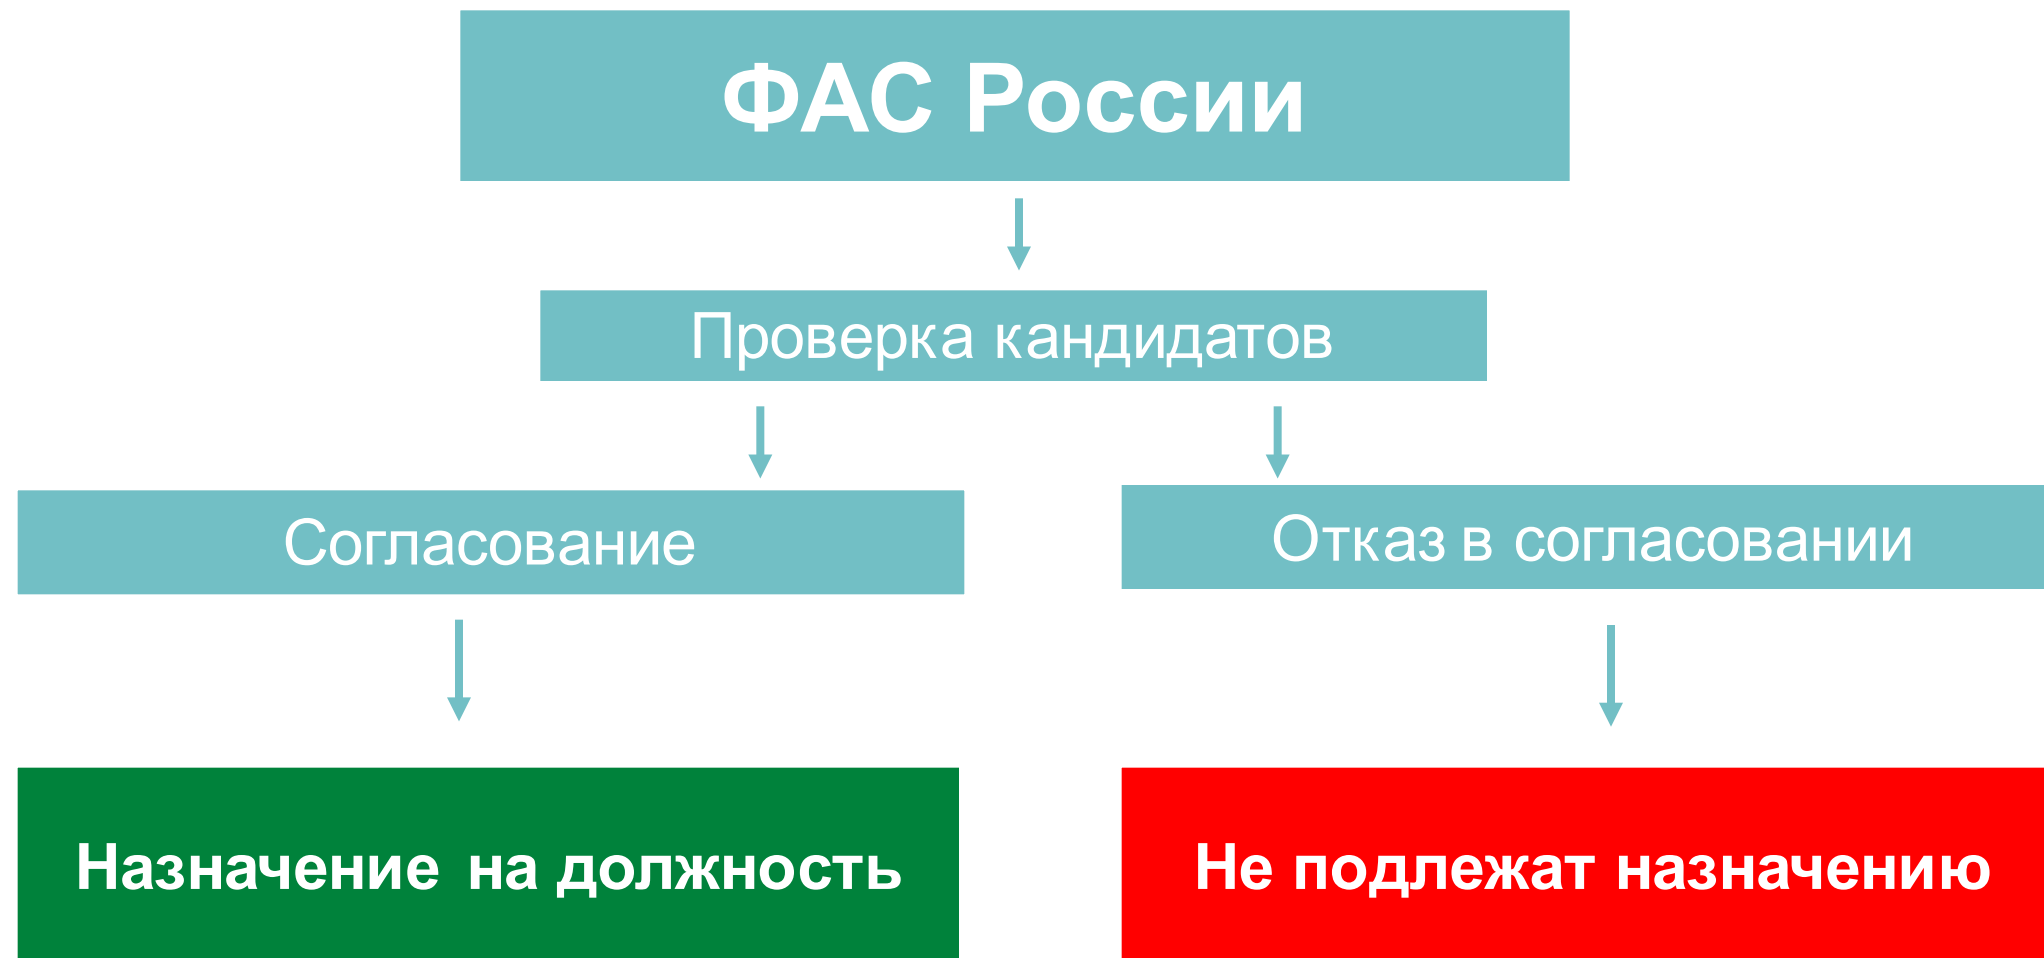 ФАС России
Проверка кандидатов
Согласование
Отказ в согласовании
Назначение на должность
Не подлежат назначению